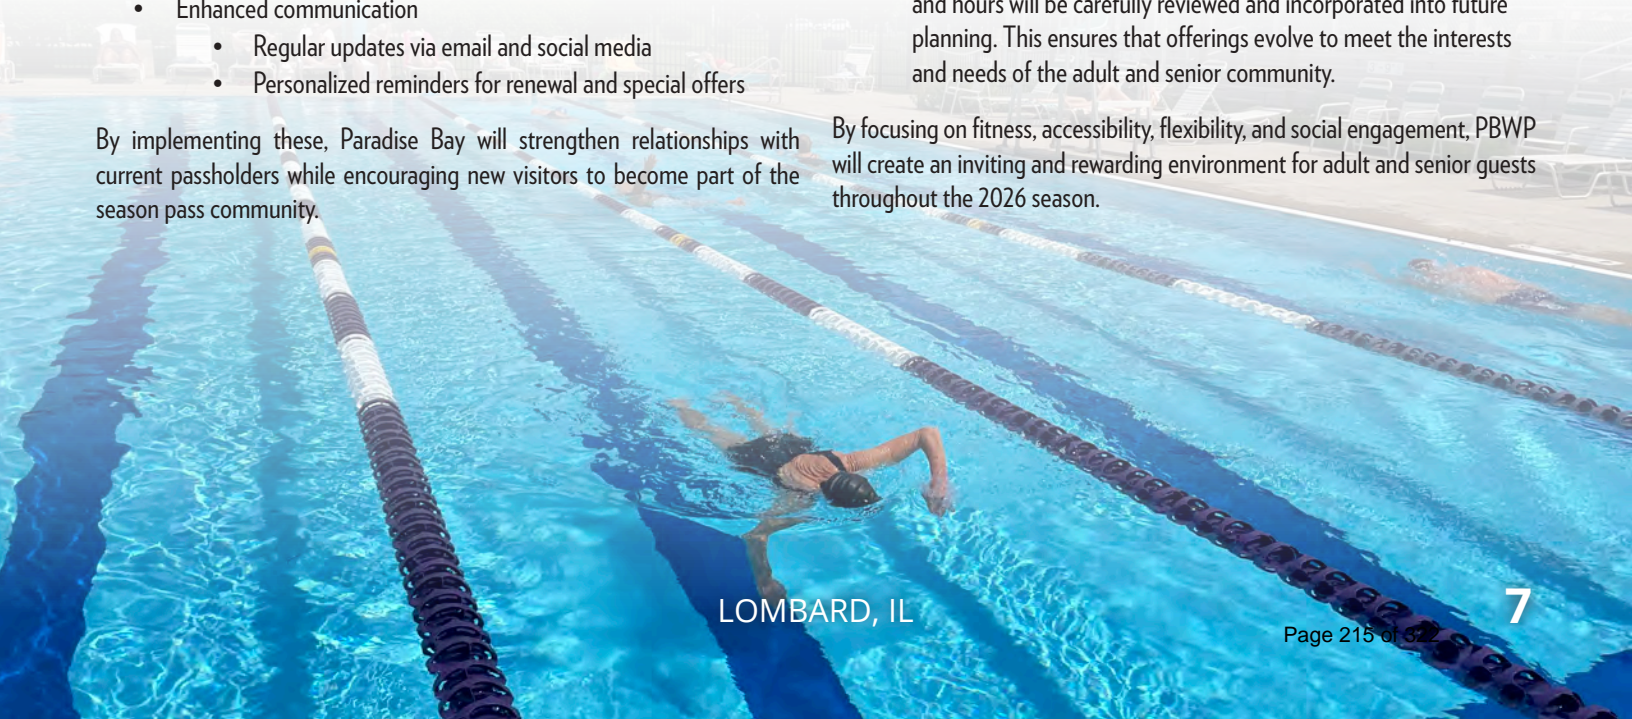 • Enhanced communication
• Regular updates via email and social media
• Personalized reminders for renewal and special offers
By implementing these, Paradise Bay will strengthen relationships with
current passholders while encouraging new visitors to become part of the
season pass community.
and hours will be carefully reviewed and incorporated into future
planning. This ensures that offerings evolve to meet the interests
and needs of the adult and senior community.
By focusing on fitness, accessibility, flexibility, and social engagement, PBWP
will create an inviting and rewarding environment for adult and senior guests
throughout the 2026 season.
LOMBARD, IL
7
Page 215 of